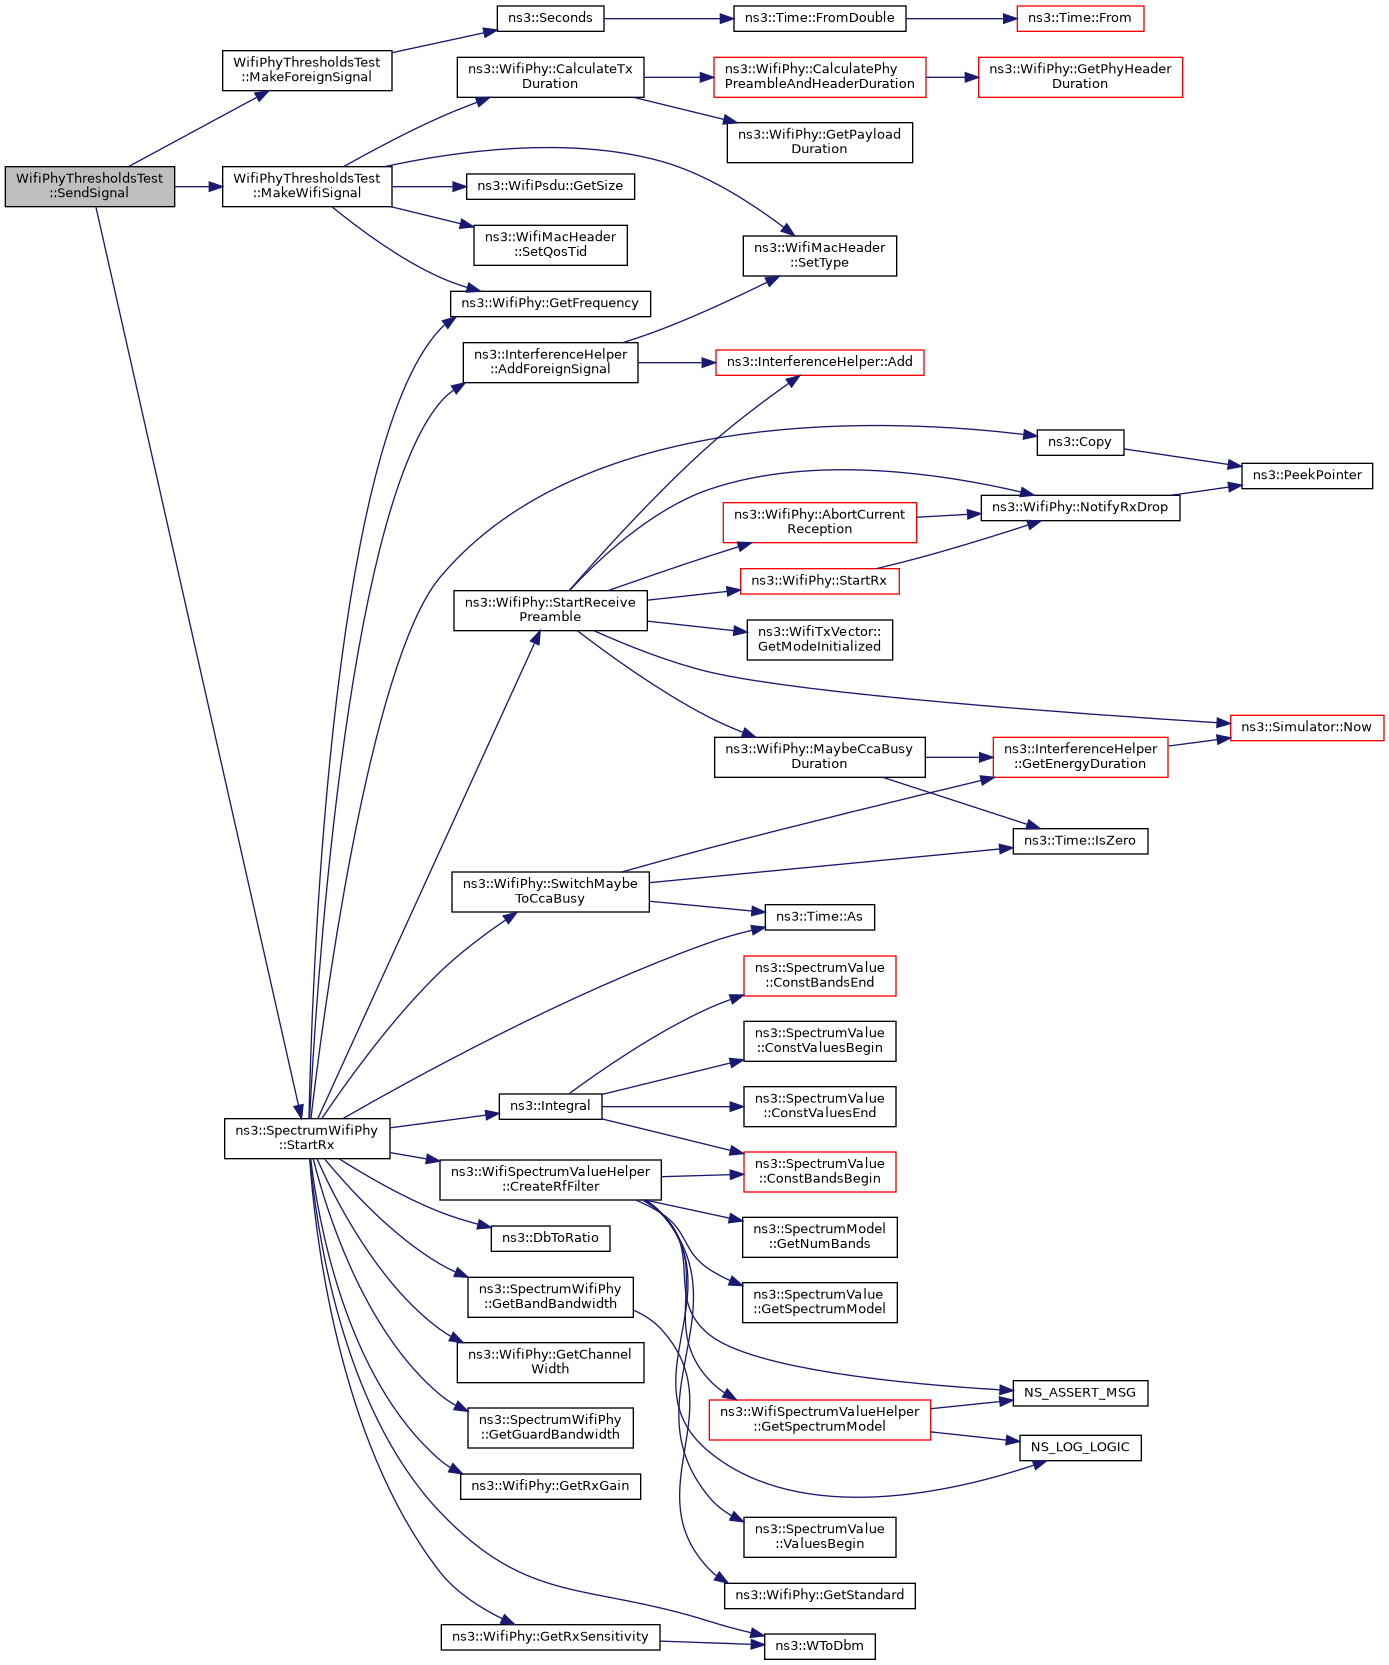 WifiPhyThresholdsTest
::SendSignal
WifiPhyThresholdsTest
::MakeForeignSignal
WifiPhyThresholdsTest
::MakeWifiSignal
ns3::SpectrumWifiPhy
::StartRx
ns3::Seconds
ns3::WifiPhy::CalculateTx
Duration
ns3::WifiPsdu::GetSize
ns3::WifiMacHeader
::SetQosTid
ns3::WifiPhy::GetFrequency
ns3::InterferenceHelper
::AddForeignSignal
ns3::WifiPhy::StartReceive
Preamble
ns3::WifiPhy::SwitchMaybe
ToCcaBusy
ns3::Integral
ns3::WifiSpectrumValueHelper
::CreateRfFilter
ns3::DbToRatio
ns3::SpectrumWifiPhy
::GetBandBandwidth
ns3::WifiPhy::GetChannel
Width
ns3::SpectrumWifiPhy
::GetGuardBandwidth
ns3::WifiPhy::GetRxGain
ns3::WifiPhy::GetRxSensitivity
ns3::Time::FromDouble
ns3::WifiPhy::CalculatePhy
PreambleAndHeaderDuration
ns3::WifiPhy::GetPayload
Duration
ns3::WifiMacHeader
::SetType
ns3::InterferenceHelper::Add
ns3::WifiPhy::AbortCurrent
Reception
ns3::WifiPhy::StartRx
ns3::WifiTxVector::
GetModeInitialized
ns3::WifiPhy::MaybeCcaBusy
Duration
ns3::Time::As
ns3::SpectrumValue
::ConstBandsEnd
ns3::SpectrumValue
::ConstValuesBegin
ns3::SpectrumValue
::ConstValuesEnd
ns3::SpectrumValue
::ConstBandsBegin
ns3::SpectrumModel
::GetNumBands
ns3::SpectrumValue
::GetSpectrumModel
ns3::WifiSpectrumValueHelper
::GetSpectrumModel
ns3::SpectrumValue
::ValuesBegin
ns3::WifiPhy::GetStandard
ns3::WToDbm
ns3::Time::From
ns3::WifiPhy::GetPhyHeader
Duration
ns3::Copy
ns3::WifiPhy::NotifyRxDrop
ns3::InterferenceHelper
::GetEnergyDuration
ns3::Time::IsZero
NS_ASSERT_MSG
NS_LOG_LOGIC
ns3::PeekPointer
ns3::Simulator::Now